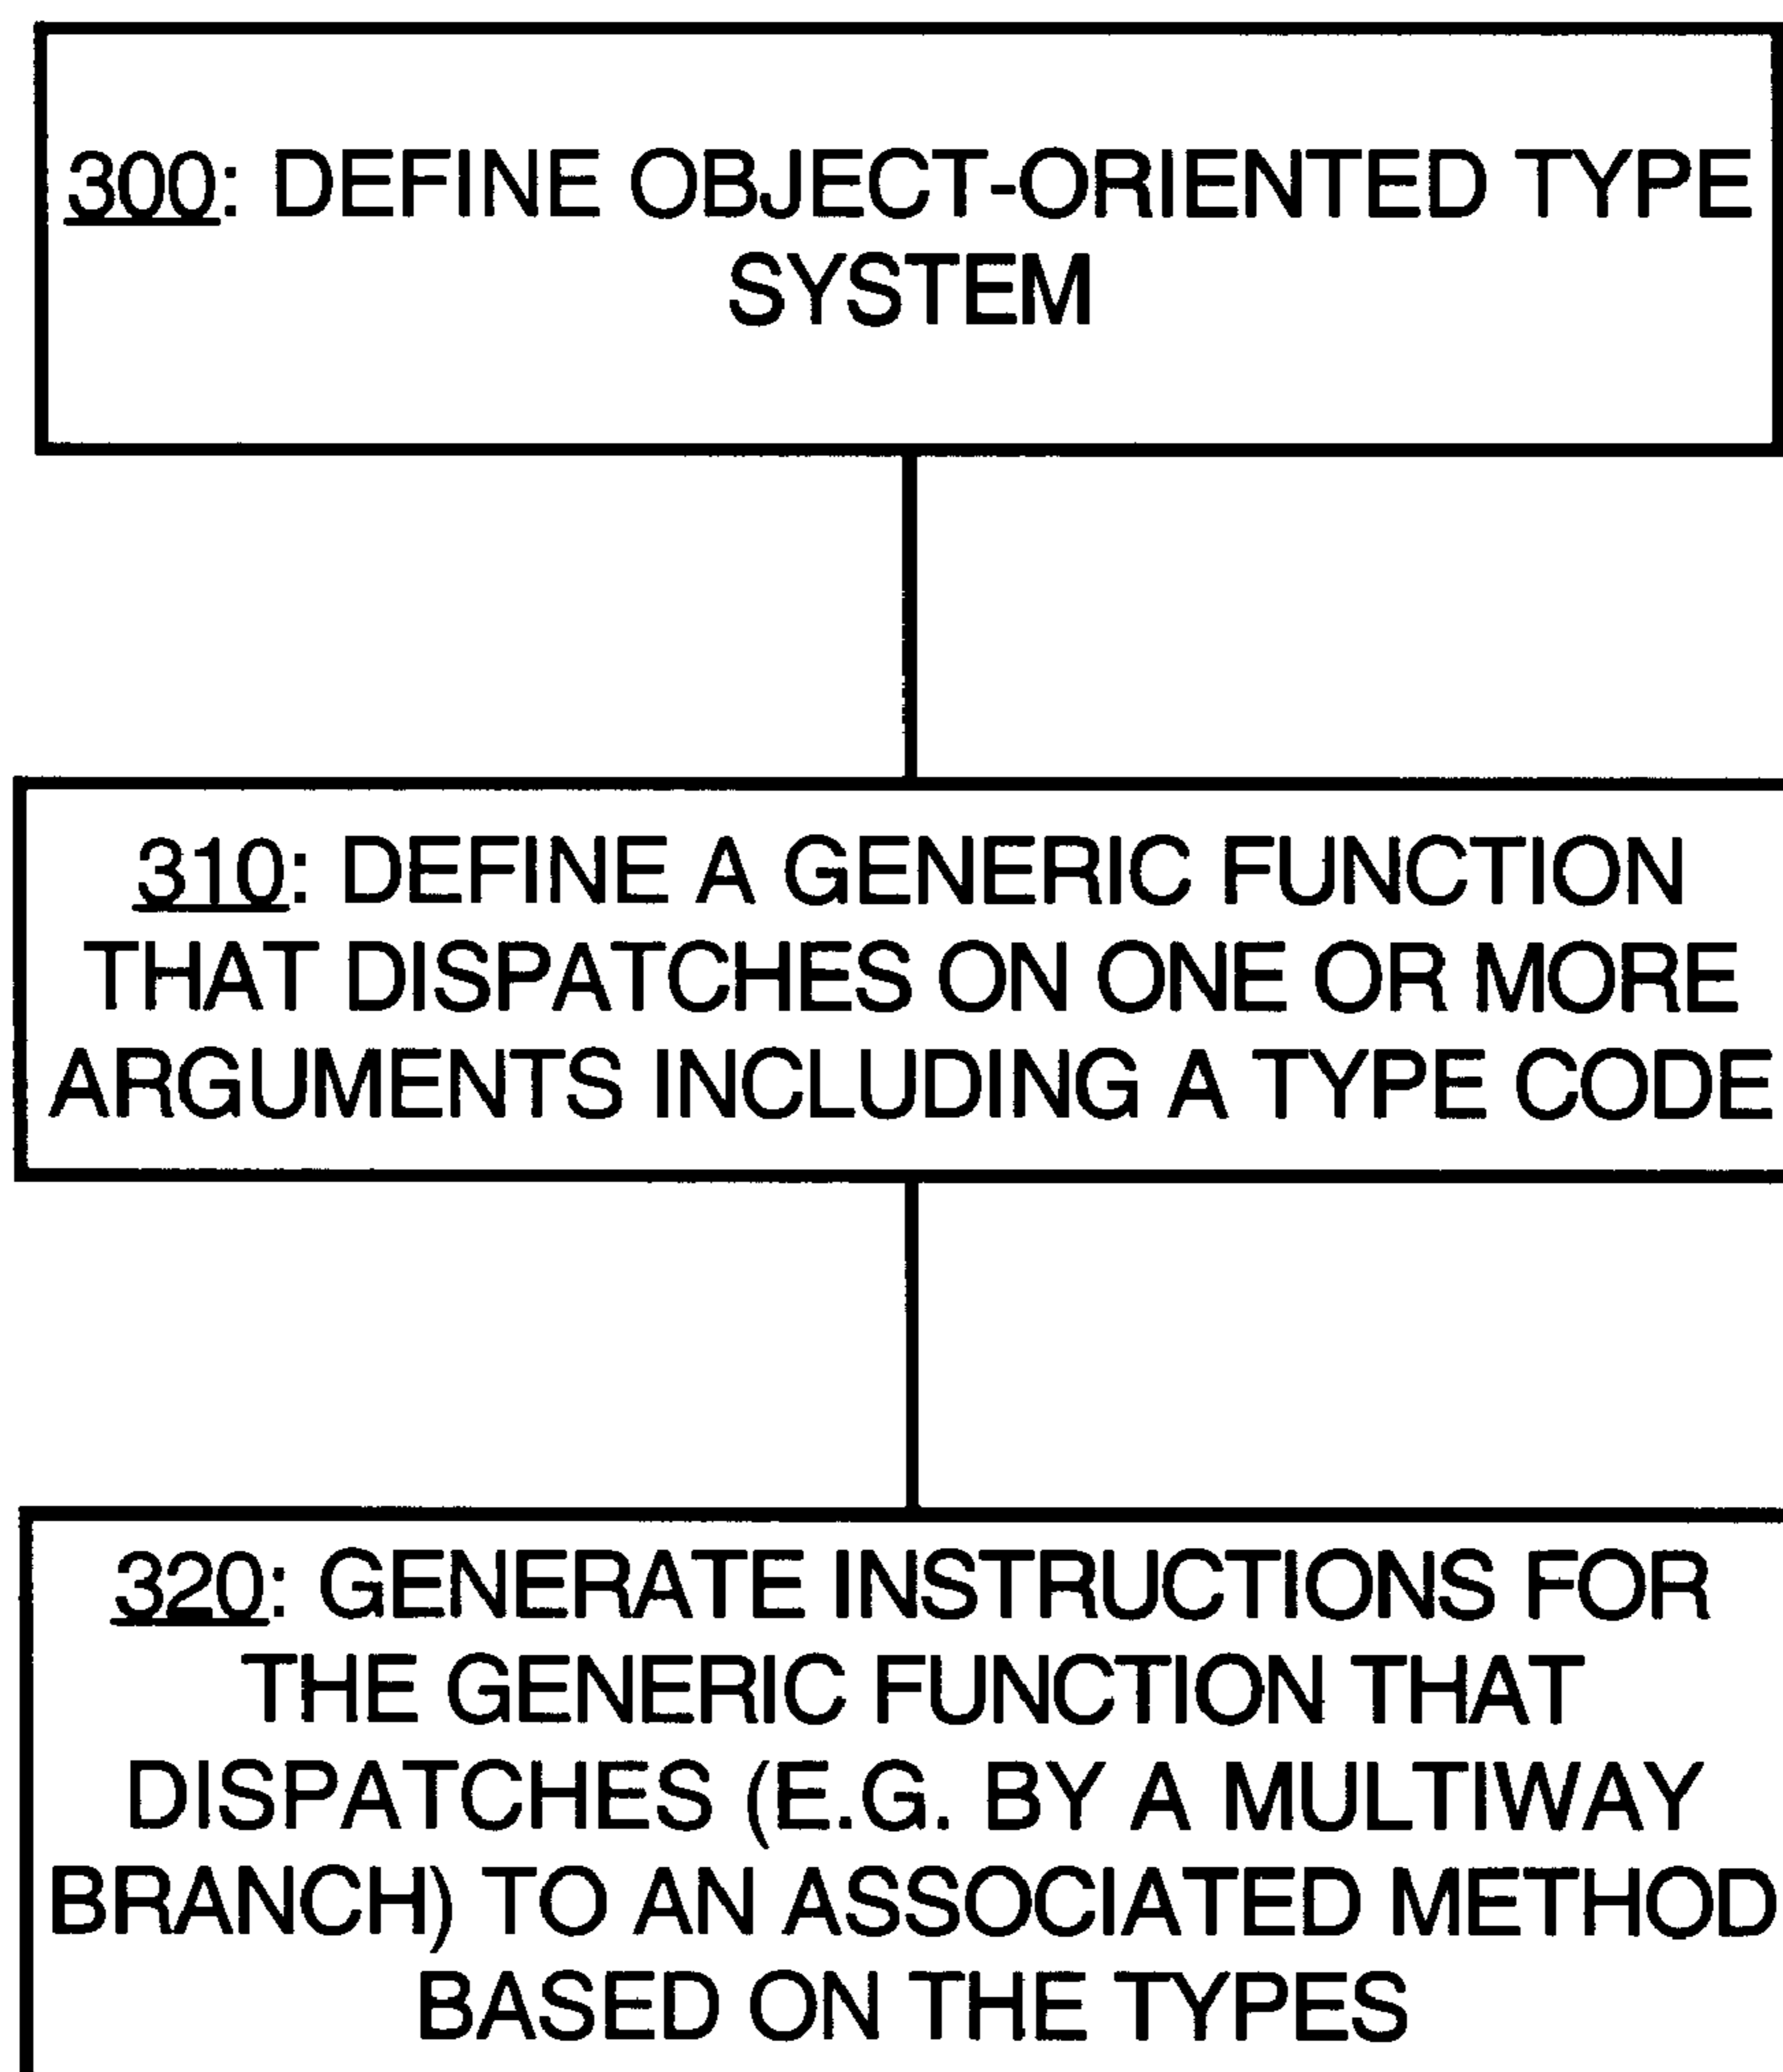 300: DEFINE OBJECT-ORIENTED TYPE
SYSTEM
310: DEFINE A GENERIC FUNCTION
THAT DISPATCHES ON ONE OR MORE
ARGUMENTS INCLUDING A TYPE CODE
320: GENERATE INSTRUCTIONS FOR
THE GENERIC FUNCTION THAT
DISPATCHES (E.G. BY A MULTIWAY
BRANCH) TO AN ASSOCIATED METHOD
BASED ON THE TYPES